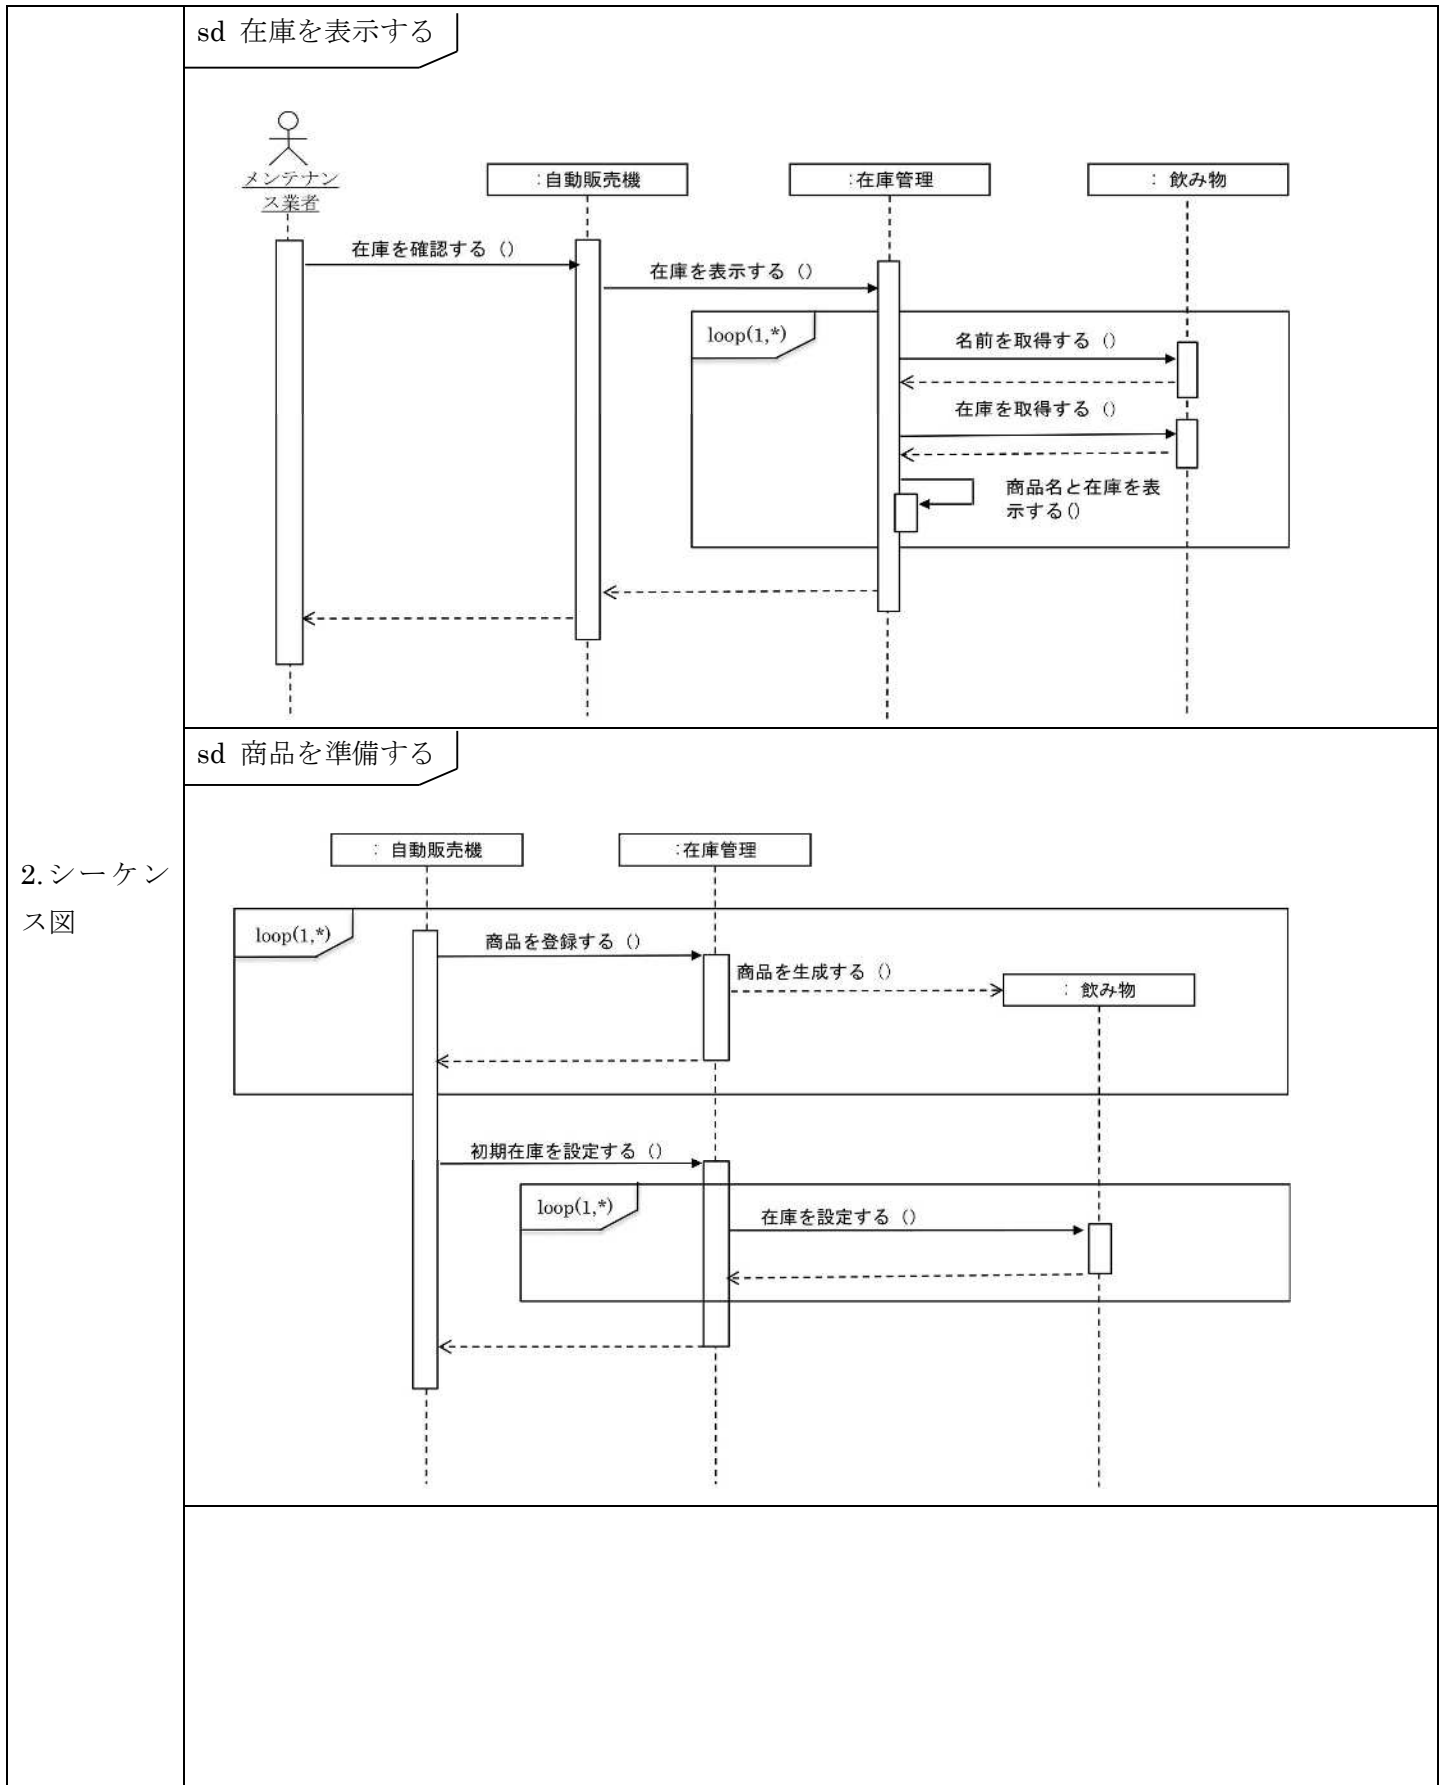 sd 在庫を表示する
メンテナン
ス業者
:自動販売機
:在庫管理
: 飲み物
在庫を確認する ()
在庫を表示する ()
loop(1,*)
名前を取得する ()
在庫を取得する ()
商品名と在庫を表
示する()
sd 商品を準備する
2.シーケン
ス図
: 自動販売機
:在庫管理
loop(1,*)
商品を登録する ()
商品を生成する ()
: 飲み物
初期在庫を設定する ()
loop(1,*)
在庫を設定する ()